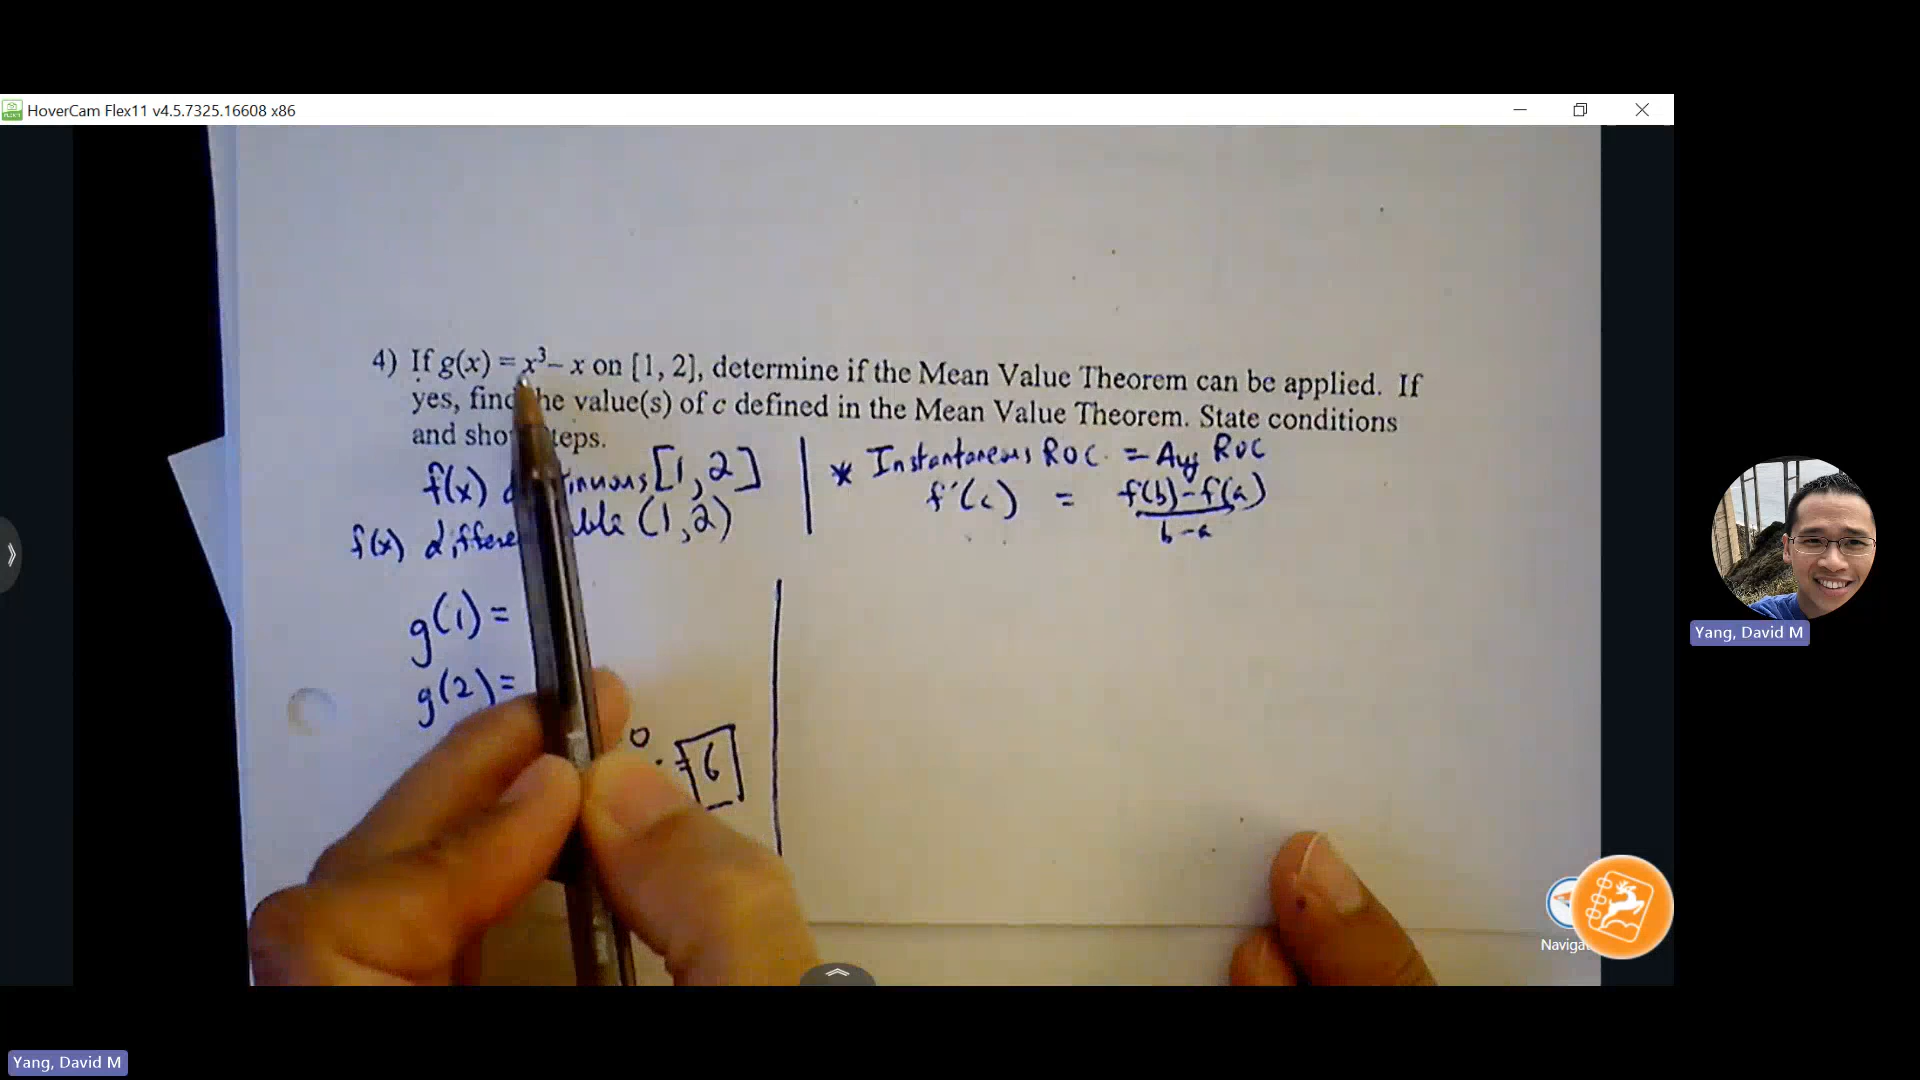 HoverCam Flex11 v4.5.7325.16608 x86
4) If g(x) = x³ – x on [1, 2], determine if the Mean Value Theorem can be applied. If
yes, find the value(s) of c defined in the Mean Value Theorem. State conditions
and show steps.
f(x) continuous [1, 2]
f(x) differentiable (1, 2)
* Instantaneous ROC = Avg ROC
f'(c) = f(b) - f(a)
b - a
g(1) =
g(2) =
0
= 6
Navigat
Yang, David M
Yang, David M